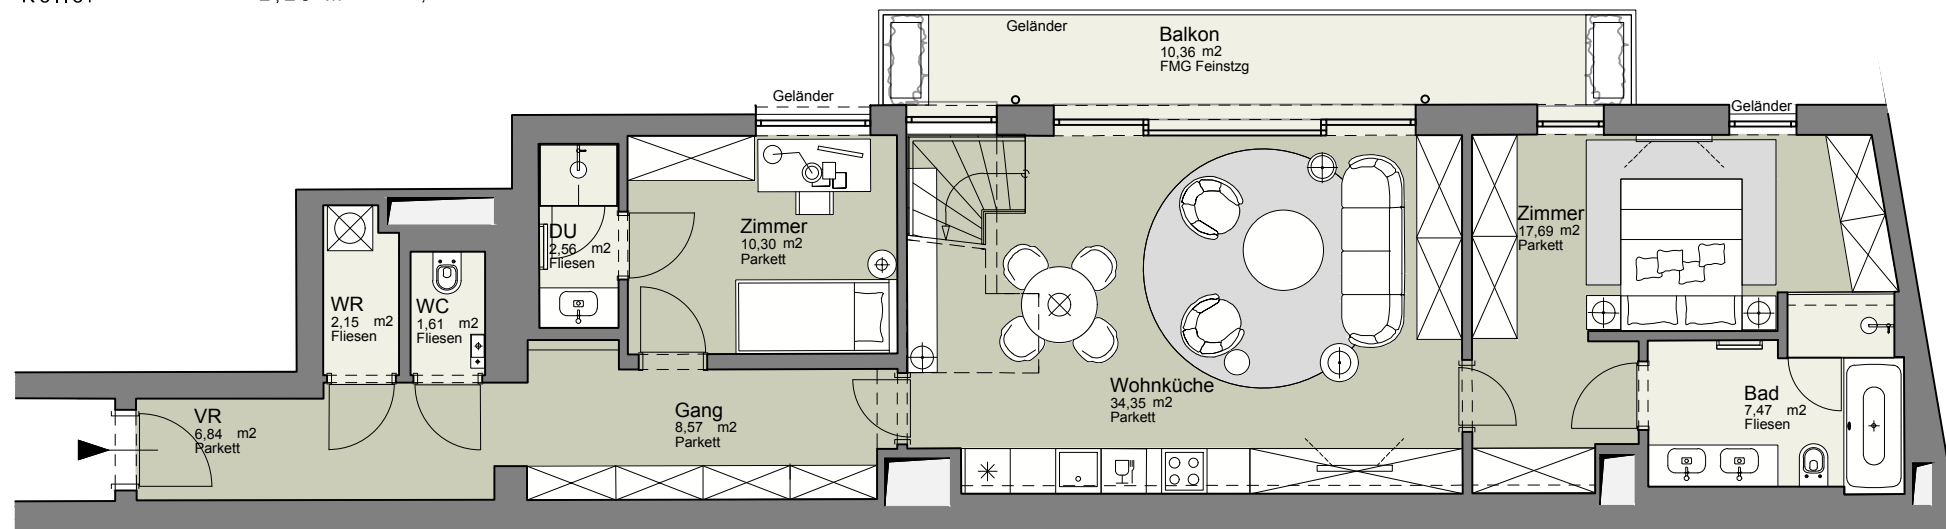 Geländer
Balkon
10,36 m2
FMG Feinstzg
Geländer
Geländer
DU
2,56 m2
Fliesen
Zimmer
10,30 m2
Parkett
Zimmer
17,69 m2
Parkett
WR
2,15 m2
Fliesen
WC
1,61 m2
Fliesen
VR
6,84 m2
Parkett
Gang
8,57 m2
Parkett
Wohnküche
34,35 m2
Parkett
Bad
7,47 m2
Fliesen